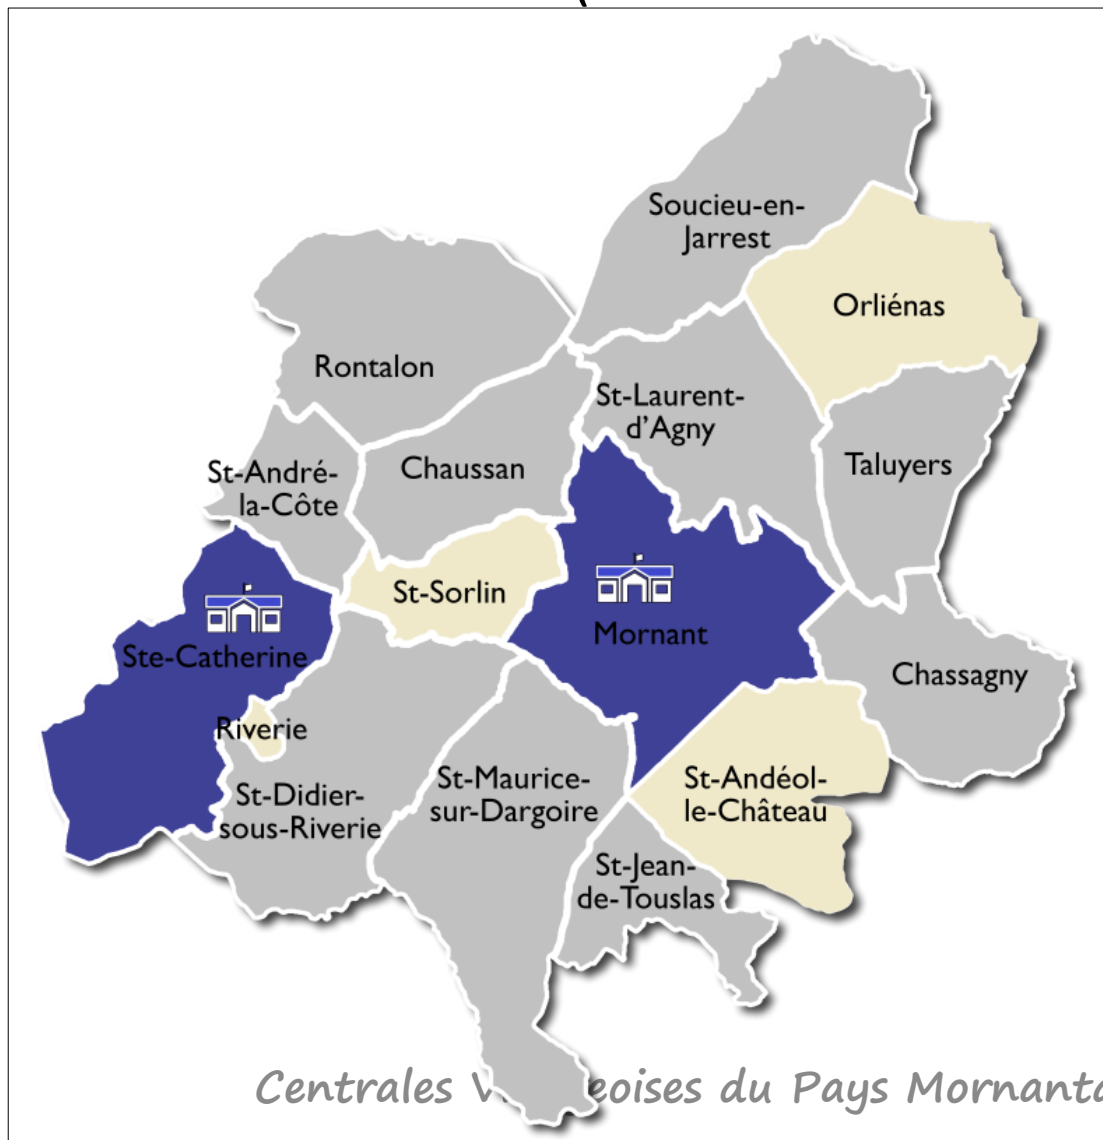 Soucieu-en-
Jarrest
Orliénas
Rontalon
St-Laurent-
d'Agny
Taluyers
Chaussan
St-André-
la-Côte
St-Sorlin
Mornant
Ste-Catherine
Chassagny
Riverie
St-Didier-
sous-Riverie
St-Maurice-
sur-Dargoire
St-Andéol-
le-Château
St-Jean-
de-Touslas
Centrales du Pays